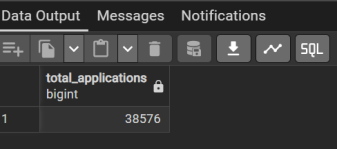 Data Output Messages Notifications
SQL
total_applications
bigint
1 38576